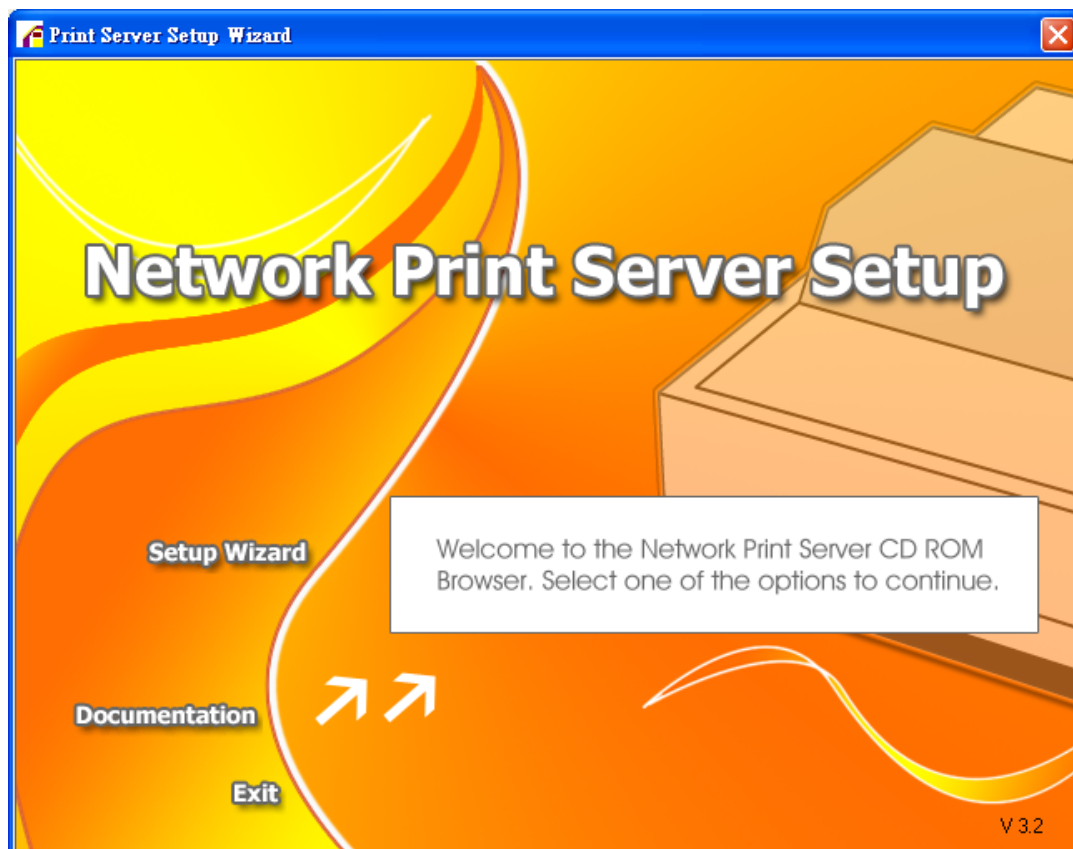 Print Server Setup Wizard
Network Print Server Setup
Setup Wizard
Welcome to the Network Print Server CD ROM
Browser. Select one of the options to continue.
Documentation
Exit
V 3.2